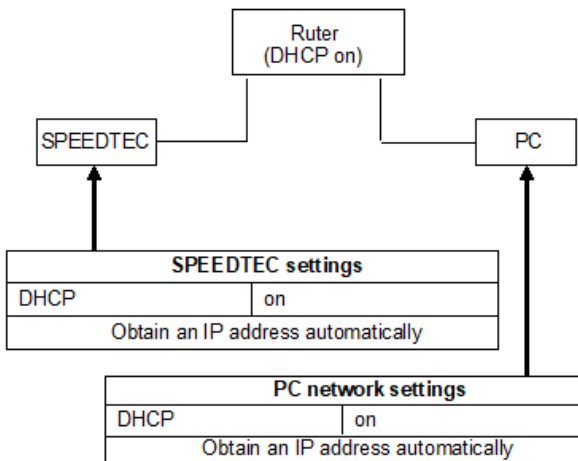 Ruter
(DHCP on)
SPEEDTEC
PC
SPEEDTEC settings
DHCP on
Obtain an IP address automatically
PC network settings
DHCP on
Obtain an IP address automatically